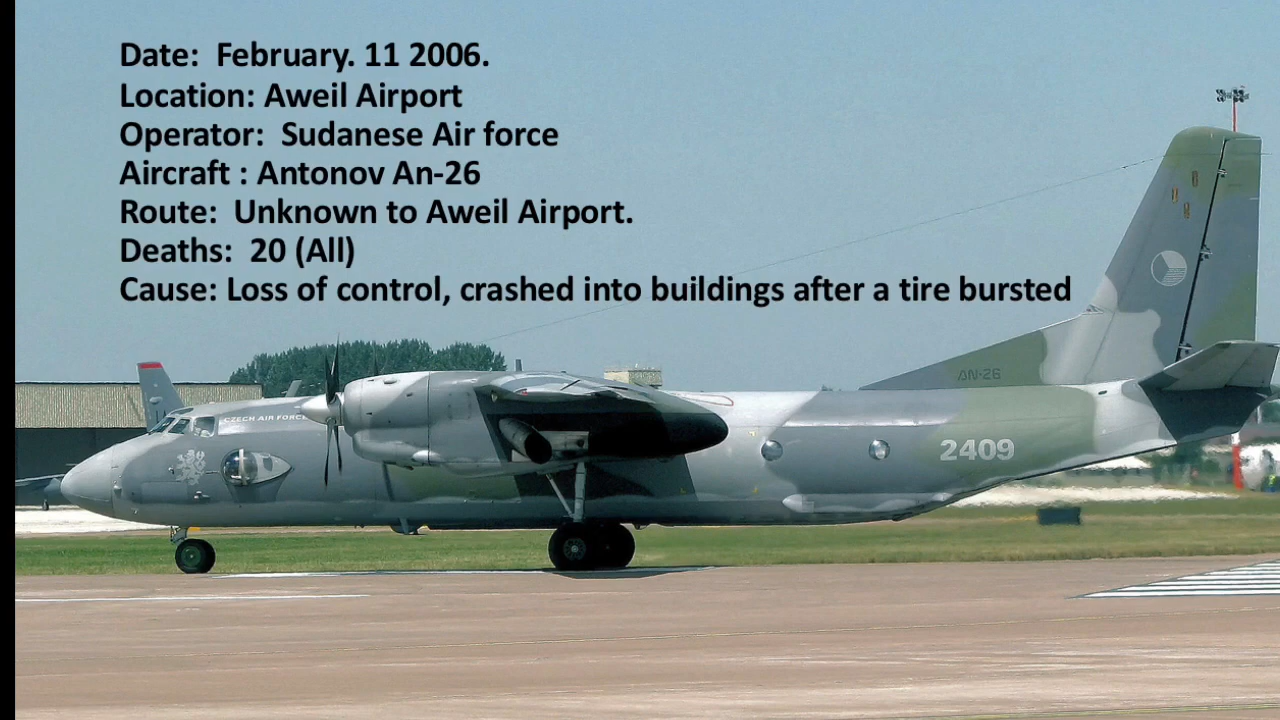 Date:  February. 11 2006.
Location: Aweil Airport
Operator:  Sudanese Air force
Aircraft : Antonov An-26
Route:  Unknown to Aweil Airport.
Deaths:  20 (All)
Cause: Loss of control, crashed into buildings after a tire bursted
AN-26
CZECH AIR FORCE
2409